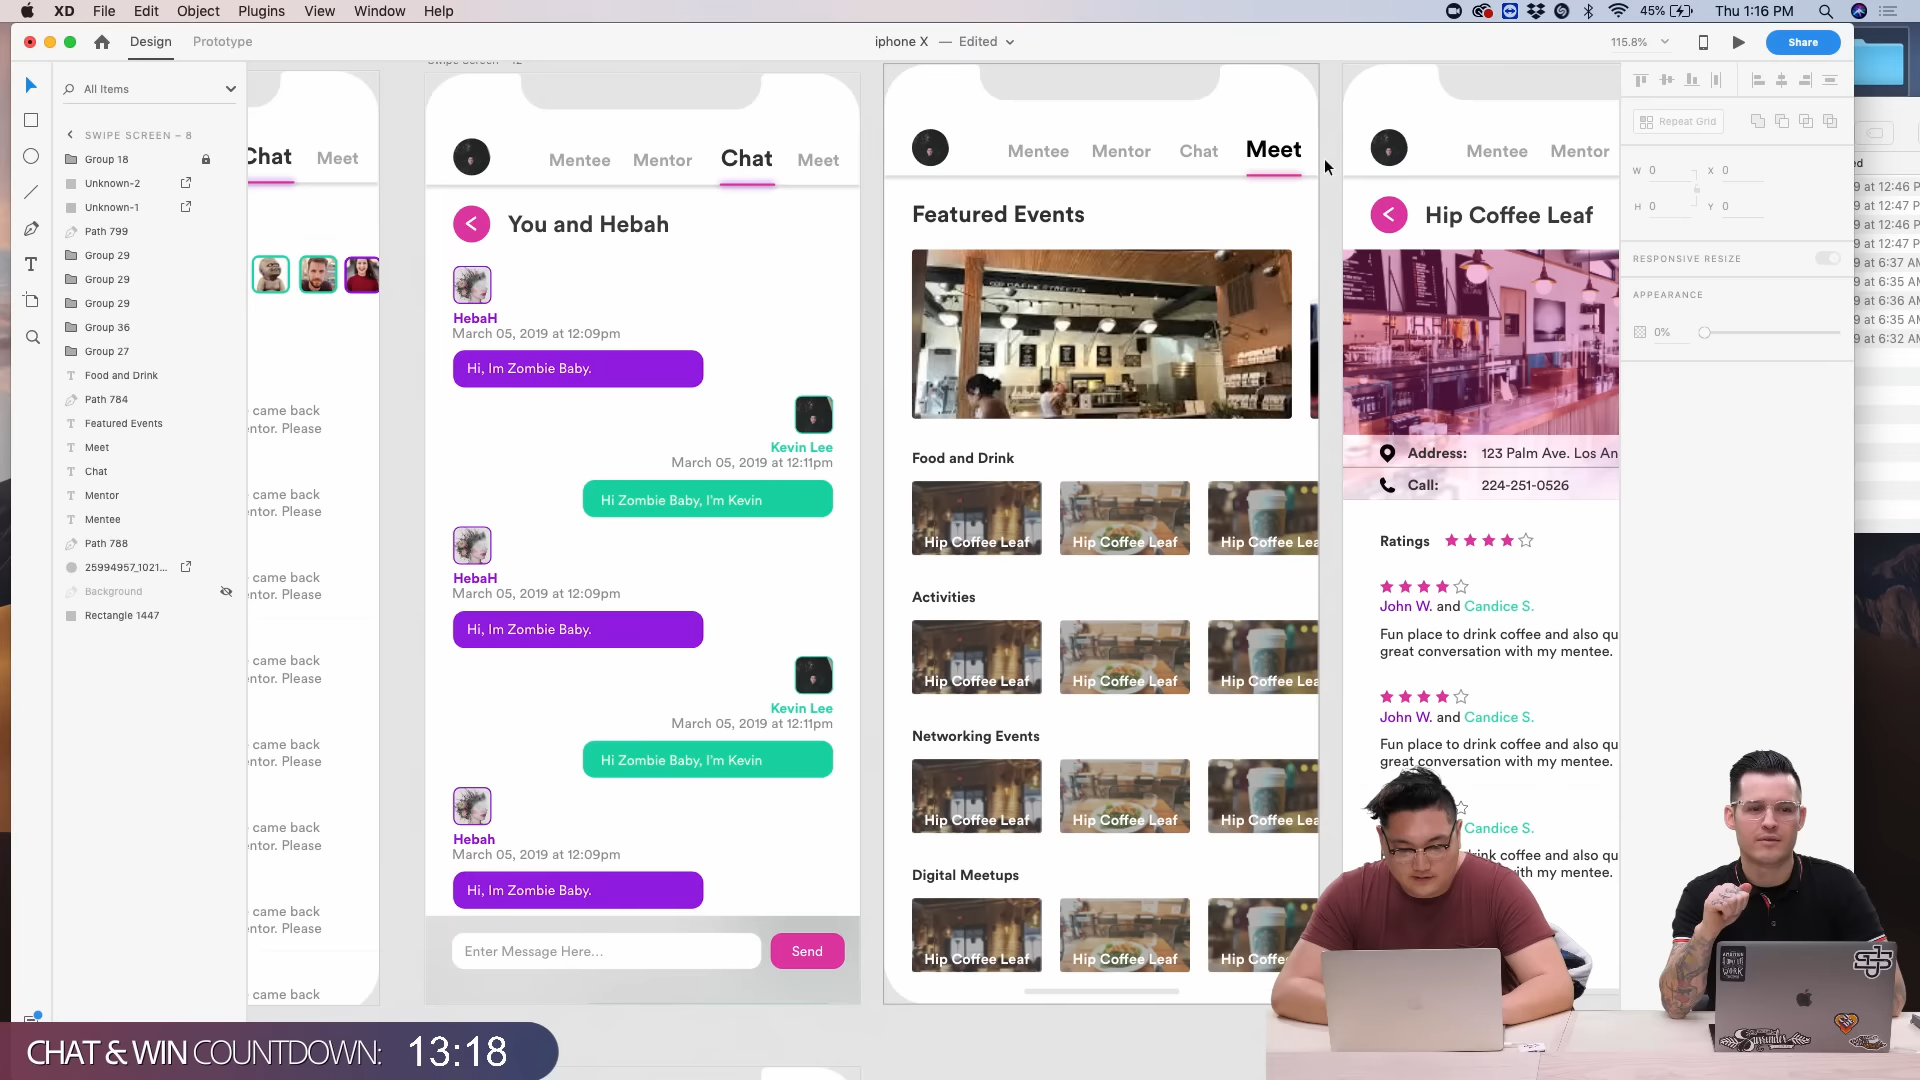 XD File Edit Object Plugins View Window Help
45% Thu 1:16 PM
Design Prototype
iphone X — Edited
115.8%
Share
All Items
SWIPE SCREEN – 8
Group 18
Unknown-2
Unknown-1
Path 799
Group 29
Group 29
Group 29
Group 36
Group 27
Food and Drink
Path 784
Featured Events
Meet
Chat
Mentor
Mentee
Path 788
25994957_1021...
Background
Rectangle 1447
Chat Meet
came back
ntor. Please
came back
ntor. Please
came back
ntor. Please
came back
ntor. Please
came back
ntor. Please
came back
ntor. Please
came back
ntor. Please
came back
Mentee Mentor Chat Meet
You and Hebah
HebaH
March 05, 2019 at 12:09pm
Hi, Im Zombie Baby.
Kevin Lee
March 05, 2019 at 12:11pm
Hi Zombie Baby, I'm Kevin
HebaH
March 05, 2019 at 12:09pm
Hi, Im Zombie Baby.
Kevin Lee
March 05, 2019 at 12:11pm
Hi Zombie Baby, I'm Kevin
Hebah
March 05, 2019 at 12:09pm
Hi, Im Zombie Baby.
Enter Message Here... Send
Mentee Mentor Chat Meet
Featured Events
Food and Drink
Hip Coffee Leaf Hip Coffee Leaf Hip Coffee Lea
Activities
Hip Coffee Leaf Hip Coffee Leaf Hip Coffee Lea
Networking Events
Hip Coffee Leaf Hip Coffee Leaf Hip Coffee Lea
Digital Meetups
Hip Coffee Leaf Hip Coffee Leaf Hip Coffe
Mentee Mentor
Hip Coffee Leaf
Address: 123 Palm Ave. Los An
Call: 224-251-0526
Ratings
John W. and Candice S.
Fun place to drink coffee and also qu
great conversation with my mentee.
John W. and Candice S.
Fun place to drink coffee and also qu
great conversation with my mentee.
Candice S.
ink coffee and also qu
ith my mentee.
Repeat Grid
W 0 X 0
H 0 Y 0
RESPONSIVE RESIZE
APPEARANCE
0%
ed
9 at 12:46 P
9 at 12:47 P
9 at 12:46 P
9 at 12:47 P
9 at 6:37 AM
9 at 6:35 AM
9 at 6:36 AM
9 at 6:35 AM
9 at 6:32 AM
CHAT & WIN COUNTDOWN: 13:18